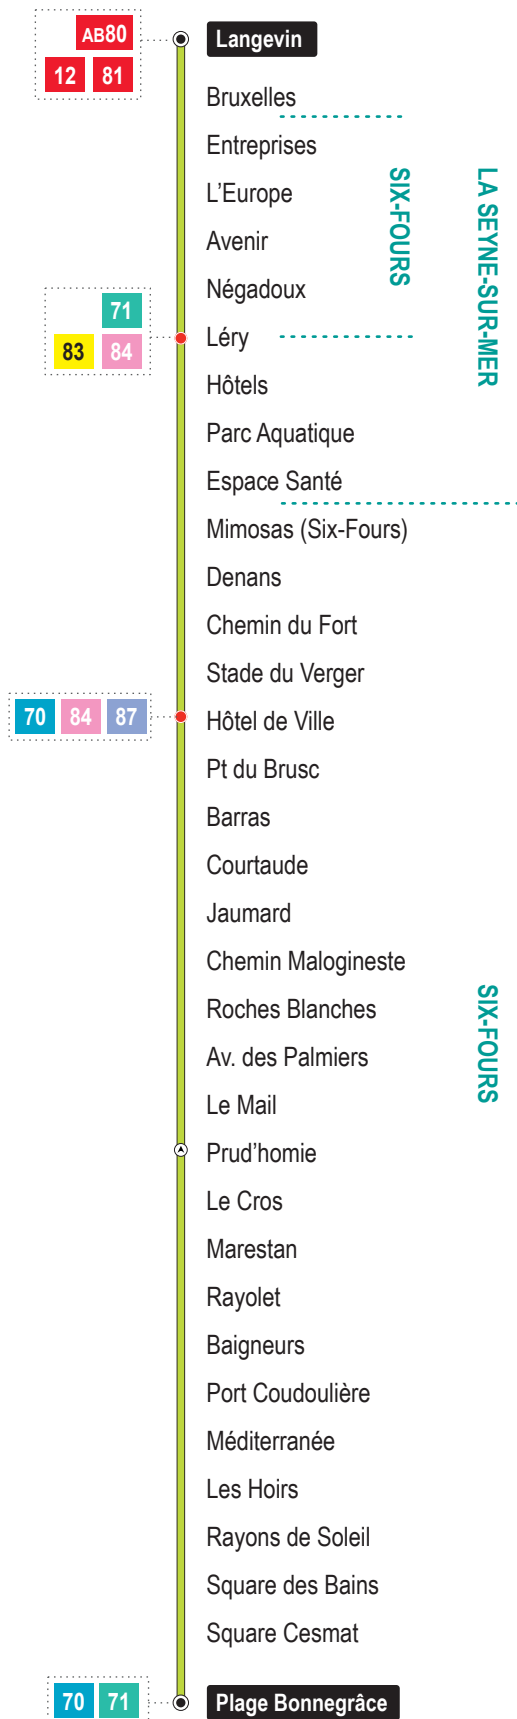 AB80
Langevin
12 81
Bruxelles
Entreprises
L'Europe
Avenir
Négadoux
SIX-FOURS
LA SEYNE-SUR-MER
71
Léry
83 84
Hôtels
Parc Aquatique
Espace Santé
Mimosas (Six-Fours)
Denans
Chemin du Fort
Stade du Verger
70 84 87
Hôtel de Ville
Pt du Brusc
Barras
Courtaude
Jaumard
Chemin Malogineste
Roches Blanches
SIX-FOURS
Av. des Palmiers
Le Mail
Prud'homie
Le Cros
Marestan
Rayolet
Baigneurs
Port Coudoulière
Méditerranée
Les Hoirs
Rayons de Soleil
Square des Bains
Square Cesmat
70 71
Plage Bonnegrâce